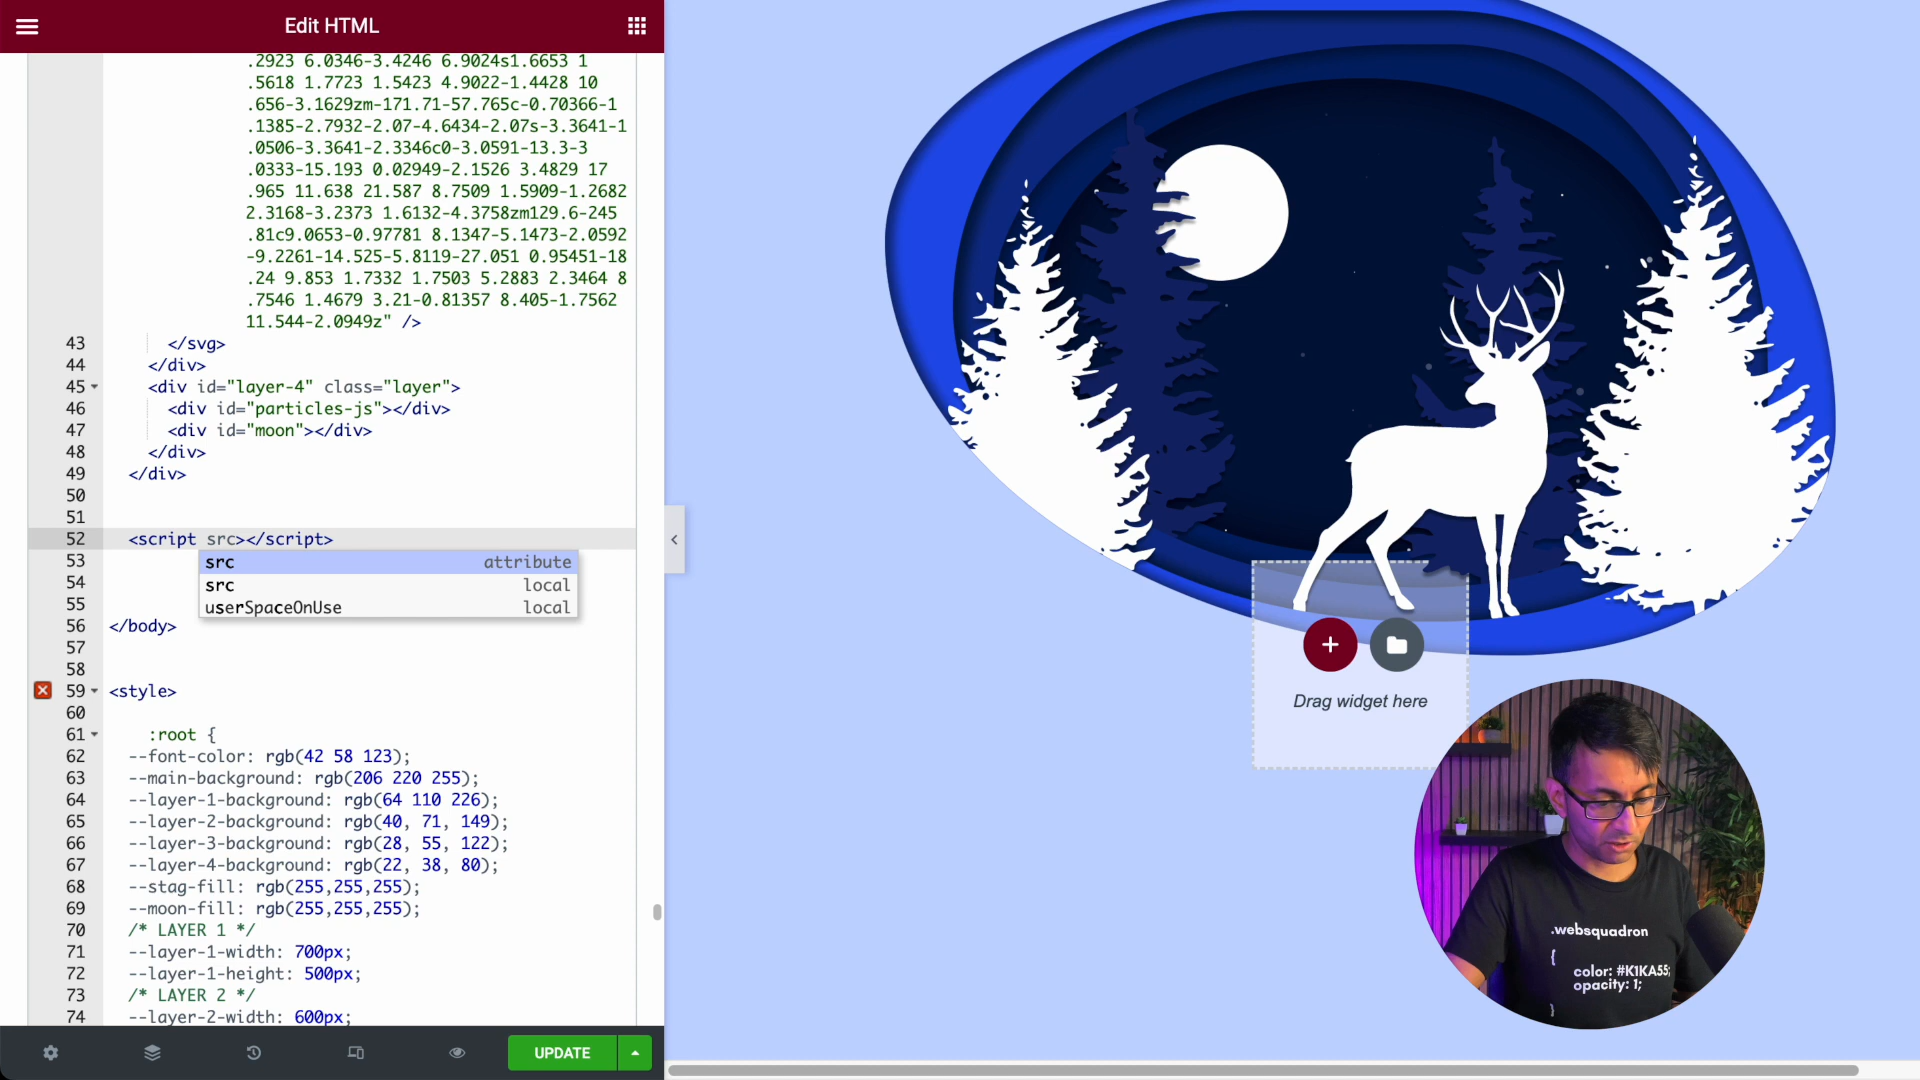 Edit HTML
.2923 6.0346-3.4246 6.9024s1.6653 1
.5618 1.7723 1.5423 4.9022-1.4428 10
.656-3.1629zm-171.71-57.765c-0.70366-1
.1385-2.7932-2.07-4.6434-2.07s-3.3641-1
.0506-3.3641-2.3346c0-3.0591-13.3-3
.0333-15.193 0.02949-2.1526 3.4829 17
.965 11.638 21.587 8.7509 1.5909-1.2682
2.3168-3.2373 1.6132-4.3758zm129.6-245
.81c9.0653-0.97781 8.1347-5.1473-2.0592
-9.2261-14.525-5.8119-27.051 0.95451-18
.24 9.853 1.7332 1.7503 5.2883 2.3464 8
.7546 1.4679 3.21-0.81357 8.405-1.7562
11.544-2.0949z" />
43 </svg>
44 </div>
45 <div id="layer-4" class="layer">
46 <div id="particles-js"></div>
47 <div id="moon"></div>
48 </div>
49 </div>
50
51
52 <script src></script>
53 src attribute
54 src local
55 userSpaceOnUse local
56 </body>
57
58
59 <style>
60
61 :root {
62 --font-color: rgb(42 58 123);
63 --main-background: rgb(206 220 255);
64 --layer-1-background: rgb(64 110 226);
65 --layer-2-background: rgb(40, 71, 149);
66 --layer-3-background: rgb(28, 55, 122);
67 --layer-4-background: rgb(22, 38, 80);
68 --stag-fill: rgb(255,255,255);
69 --moon-fill: rgb(255,255,255);
70 /* LAYER 1 */
71 --layer-1-width: 700px;
72 --layer-1-height: 500px;
73 /* LAYER 2 */
74 --layer-2-width: 600px;
UPDATE
Drag widget here
.websquadron
{
color: #K1KA55;
opacity: 1;
}